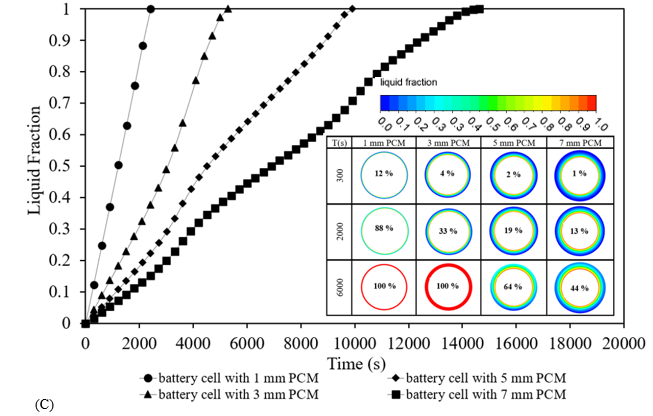 1
0.9
0.8
0.7
0.6
0.5
0.4
0.3
0.2
0.1
0
Liquid Fraction
liquid fraction
0.0 0.1 0.2 0.3 0.3 0.4 0.5 0.6 0.7 0.8 0.9 1.0
T(s) 1 mm PCM 3 mm PCM 5 mm PCM 7 mm PCM
300 12 % 4 % 2 % 1 %
2000 88 % 33 % 19 % 13 %
6000 100 % 100 % 64 % 44 %
0 2000 4000 6000 8000 10000 12000 14000 16000 18000 20000
Time (s)
battery cell with 1 mm PCM battery cell with 5 mm PCM
battery cell with 3 mm PCM battery cell with 7 mm PCM
(C)